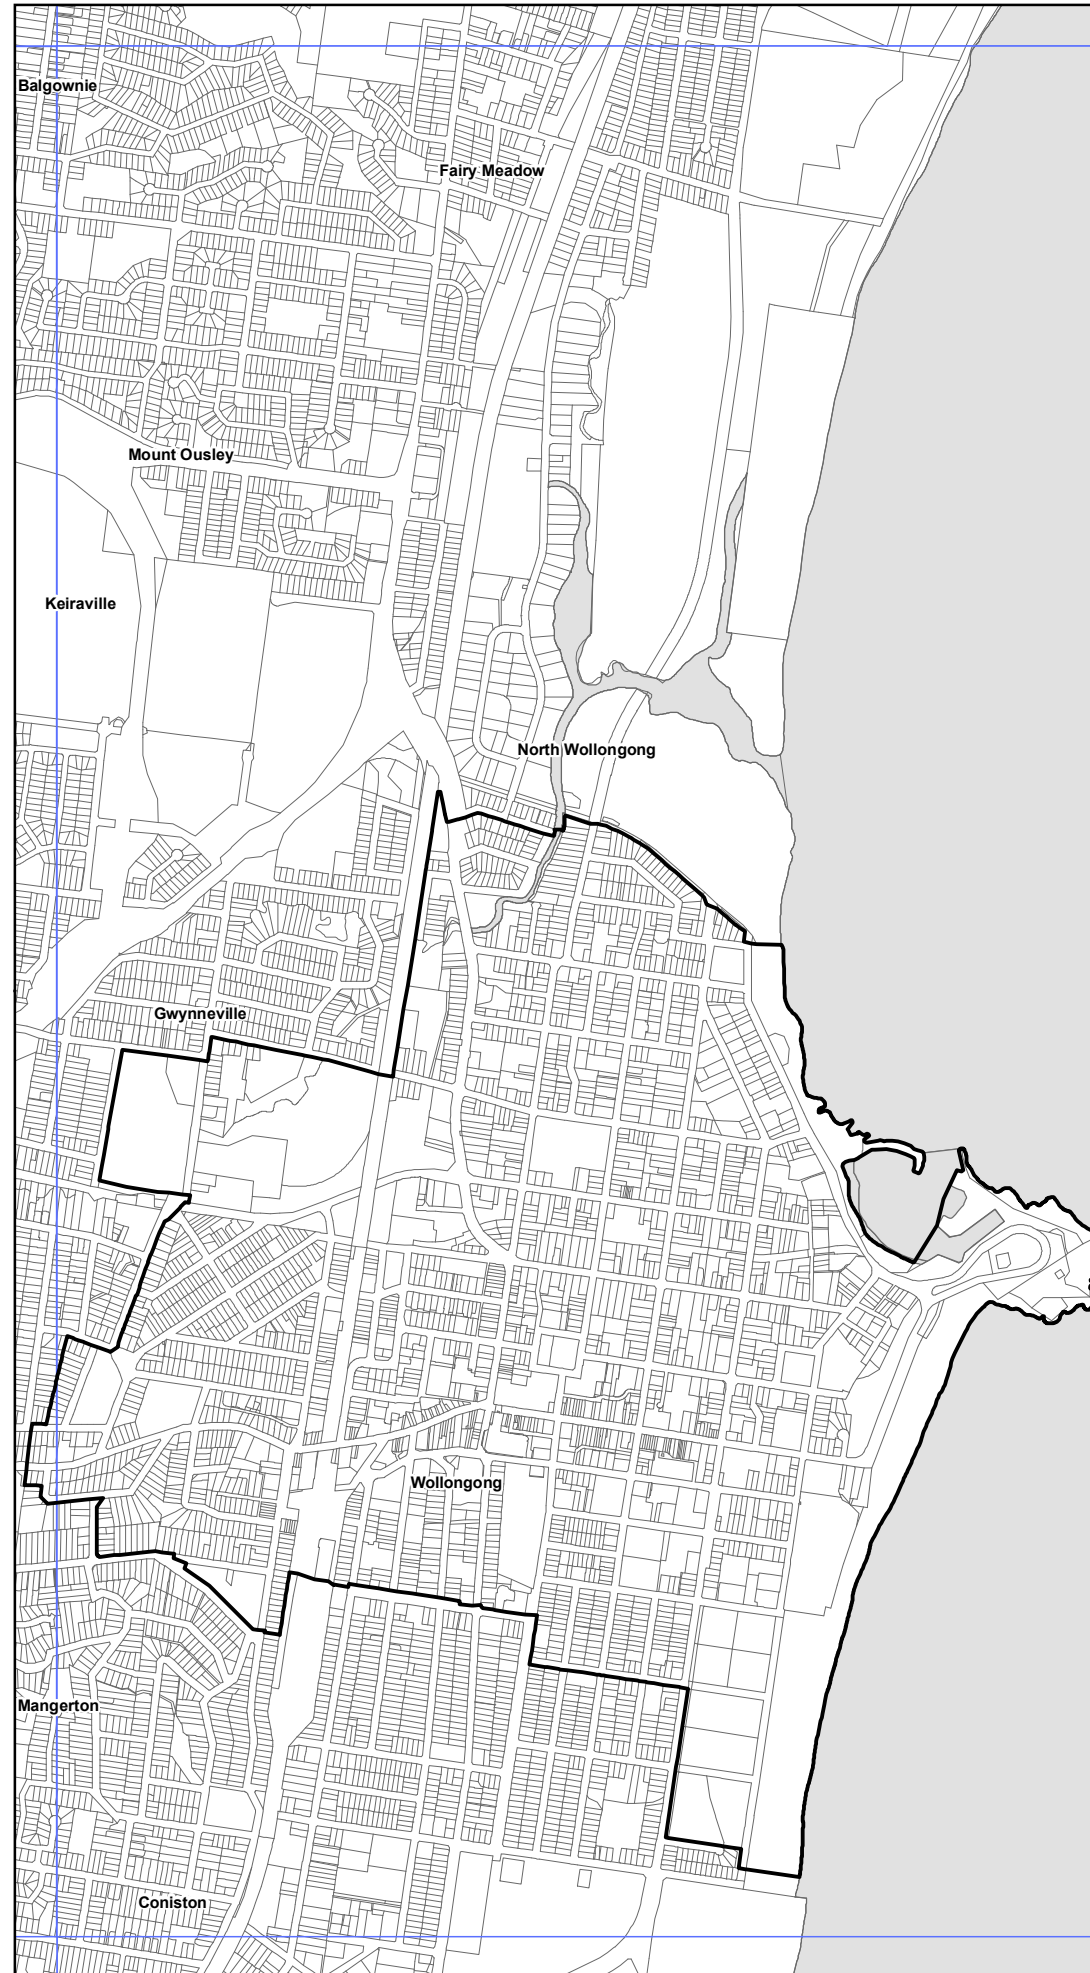 Balgownie
Fairy Meadow
Mount Ousley
Keiraville
North Wollongong
Gwynneville
Wollongong
Mangerton
Coniston